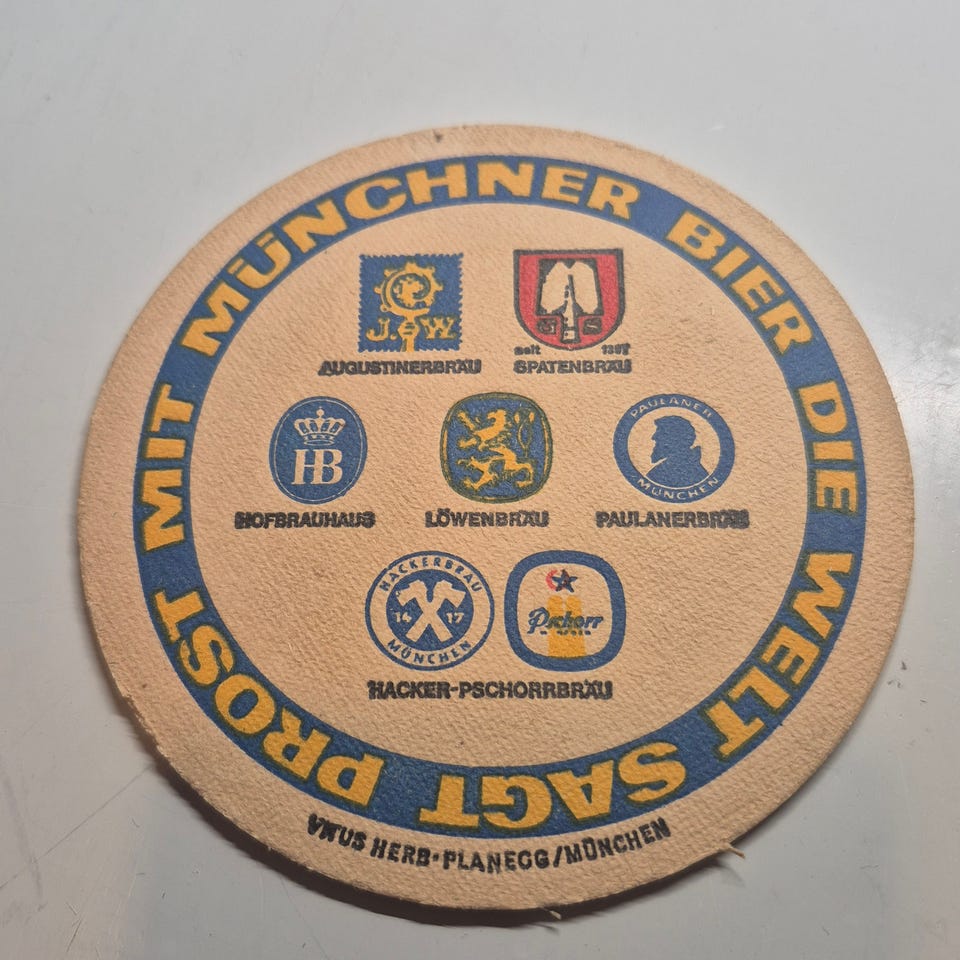 DIE WELT SAGT PROST MIT MÜNCHNER BIER
J. W.
AUGUSTINERBRÄU
G S
seit 1397
SPATENBRÄU
HB
HOFBRAUHAUS
LÖWENBRÄU
PAULANER
MÜNCHEN
PAULANERBRÄU
HACKERBRÄU
14 17
MÜNCHEN
Pschorr
HACKER-PSCHORRBRÄU
HERB·PLANEGG/MÜNCHEN